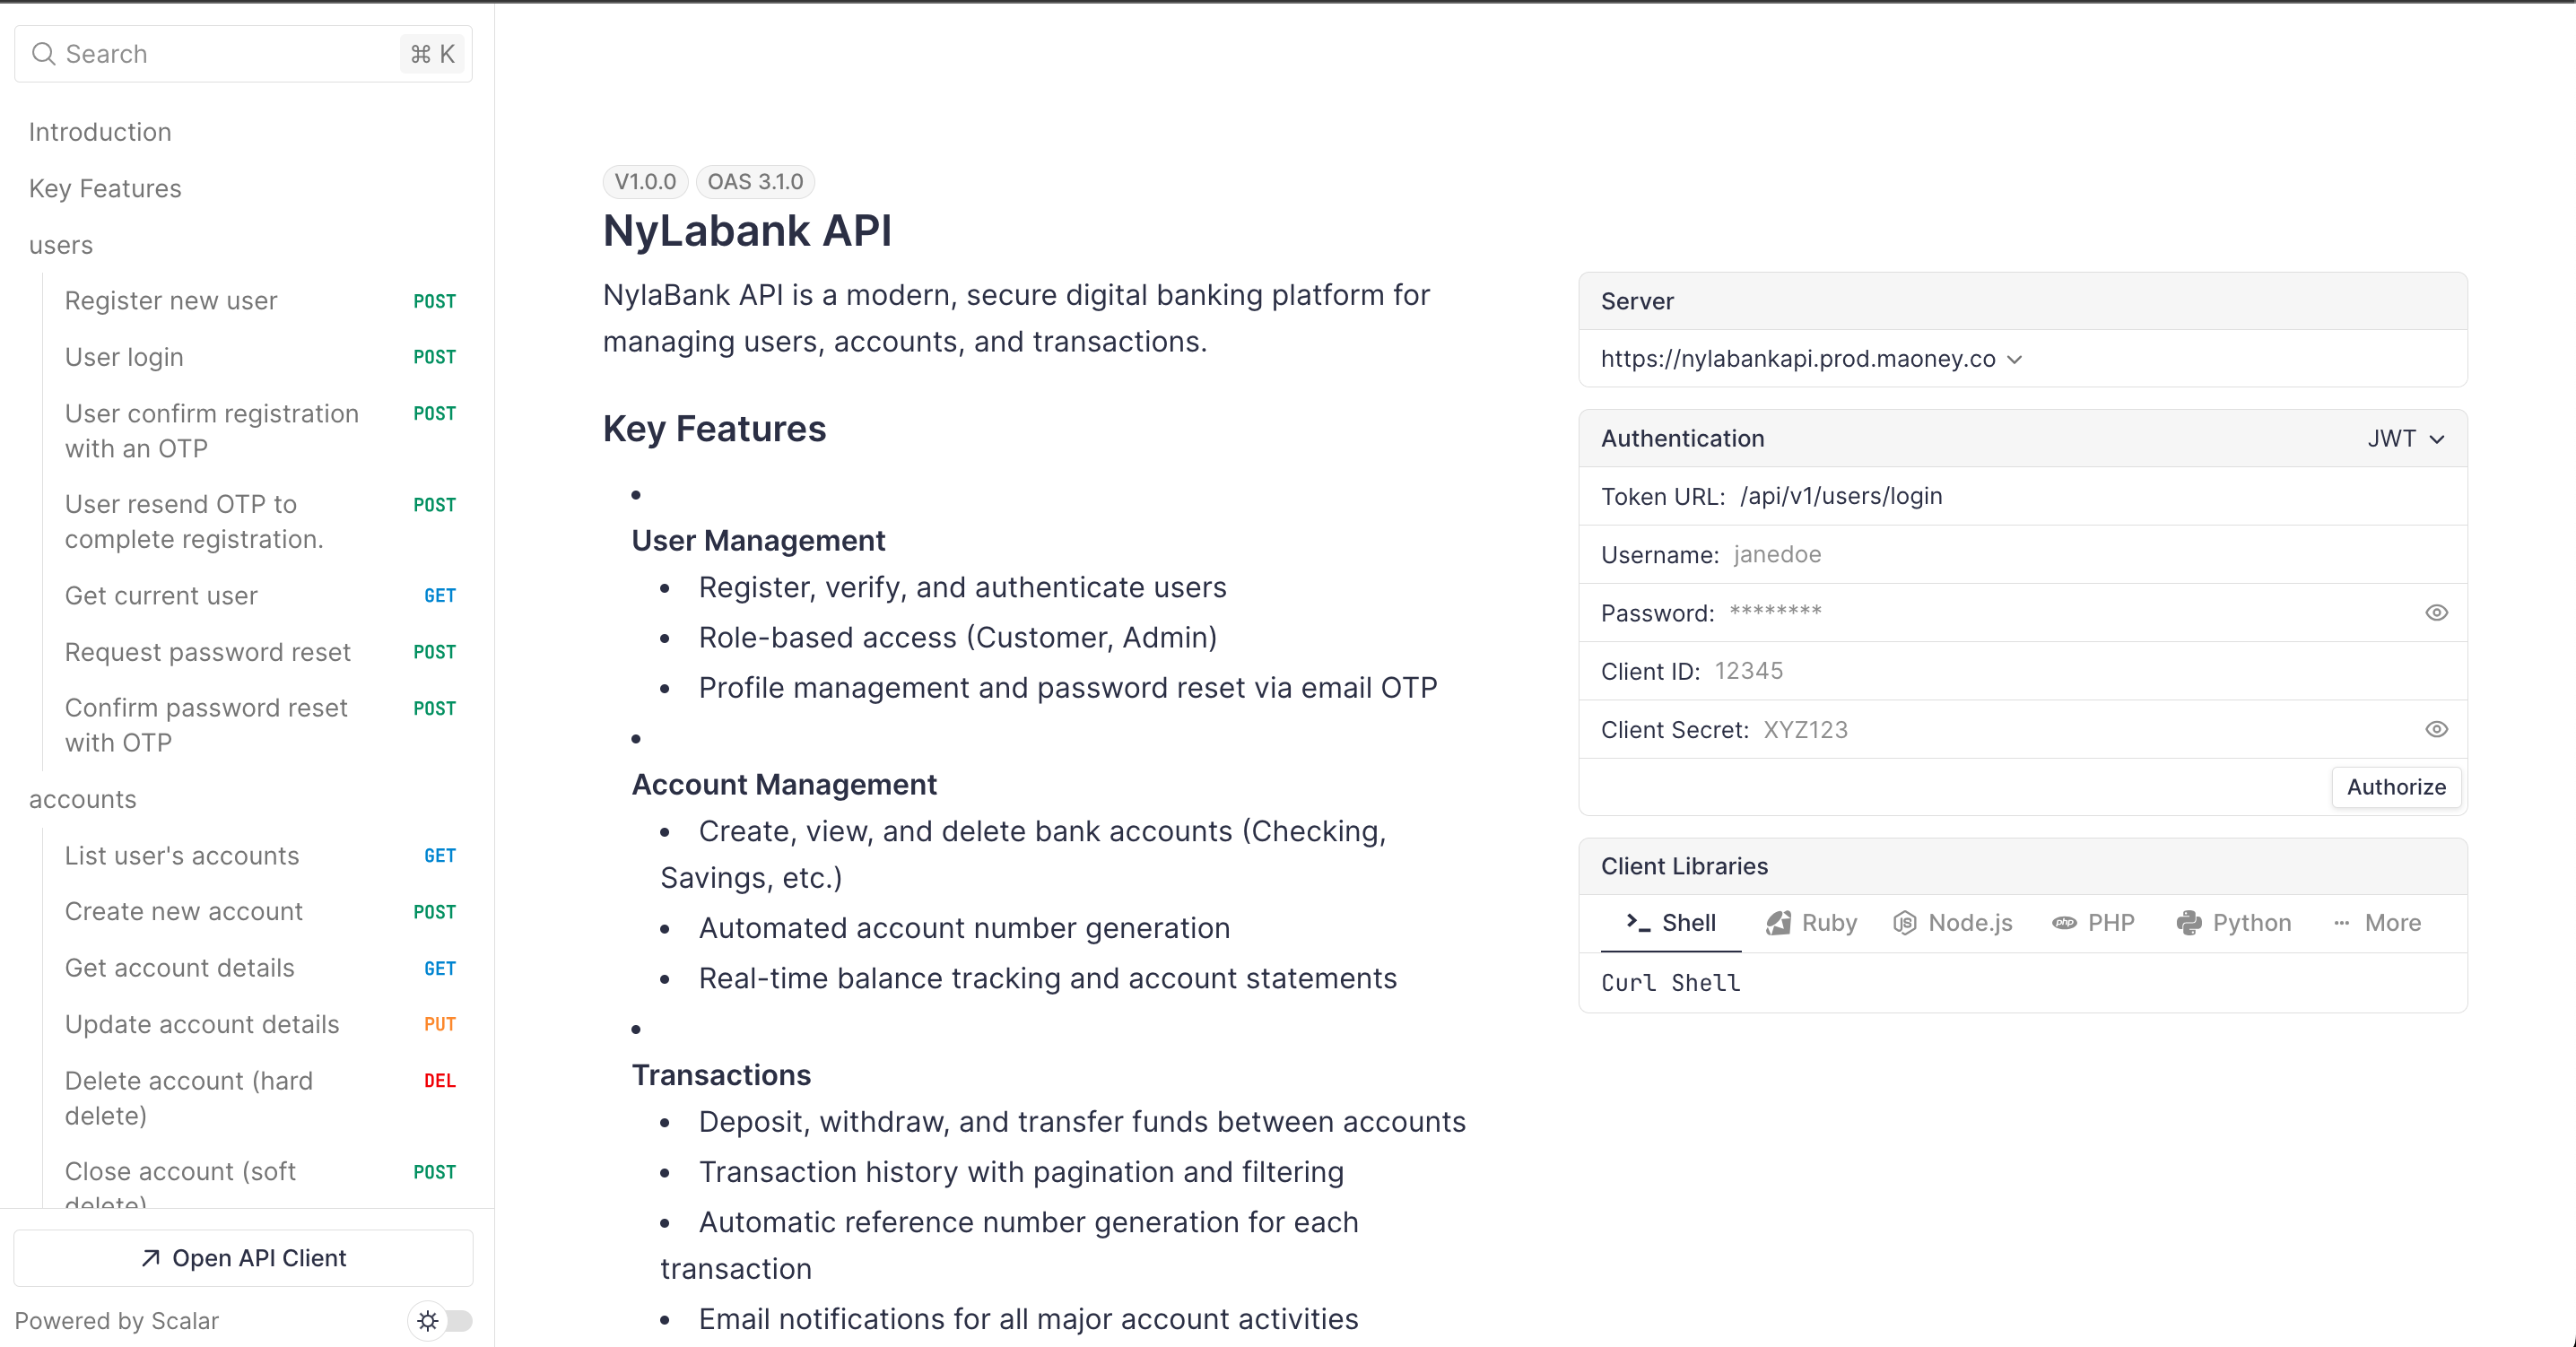 Search
⌘ K
Introduction
Key Features
users
Register new user POST
User login POST
User confirm registration POST
with an OTP
User resend OTP to POST
complete registration.
Get current user GET
Request password reset POST
Confirm password reset POST
with OTP
accounts
List user's accounts GET
Create new account POST
Get account details GET
Update account details PUT
Delete account (hard DEL
delete)
Close account (soft POST
delete)
Open API Client
Powered by Scalar
V1.0.0 OAS 3.1.0
NyLabank API
NylaBank API is a modern, secure digital banking platform for
managing users, accounts, and transactions.
Key Features
•
User Management
• Register, verify, and authenticate users
• Role-based access (Customer, Admin)
• Profile management and password reset via email OTP
•
Account Management
• Create, view, and delete bank accounts (Checking,
Savings, etc.)
• Automated account number generation
• Real-time balance tracking and account statements
•
Transactions
• Deposit, withdraw, and transfer funds between accounts
• Transaction history with pagination and filtering
• Automatic reference number generation for each
transaction
• Email notifications for all major account activities
Server
https://nylabankapi.prod.maoney.co
Authentication JWT
Token URL: /api/v1/users/login
Username: janedoe
Password: ********
Client ID: 12345
Client Secret: XYZ123
Authorize
Client Libraries
Shell Ruby Node.js PHP Python ··· More
Curl Shell